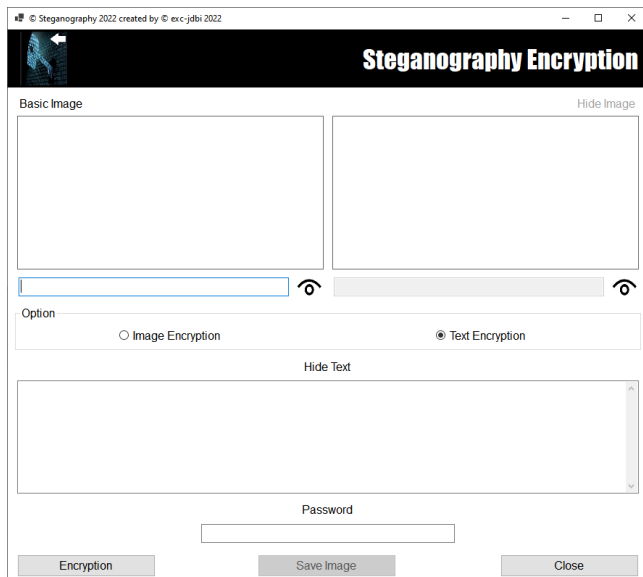 © Steganography 2022 created by © exc-jdbi 2022
Steganography Encryption
Basic Image
Hide Image
Option
Image Encryption
Text Encryption
Hide Text
Password
Encryption
Save Image
Close